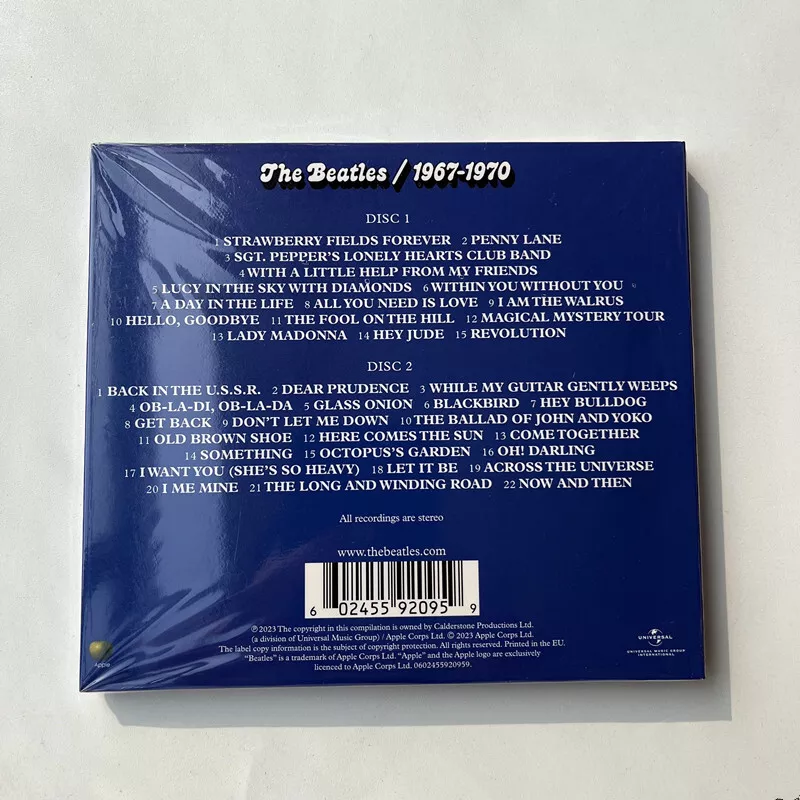 The Beatles / 1967-1970
DISC 1
1 STRAWBERRY FIELDS FOREVER 2 PENNY LANE
3 SGT. PEPPER'S LONELY HEARTS CLUB BAND
4 WITH A LITTLE HELP FROM MY FRIENDS
5 LUCY IN THE SKY WITH DIAMONDS 6 WITHIN YOU WITHOUT YOU
7 A DAY IN THE LIFE 8 ALL YOU NEED IS LOVE 9 I AM THE WALRUS
10 HELLO, GOODBYE 11 THE FOOL ON THE HILL 12 MAGICAL MYSTERY TOUR
13 LADY MADONNA 14 HEY JUDE 15 REVOLUTION
DISC 2
1 BACK IN THE U.S.S.R. 2 DEAR PRUDENCE 3 WHILE MY GUITAR GENTLY WEEPS
4 OB-LA-DI, OB-LA-DA 5 GLASS ONION 6 BLACKBIRD 7 HEY BULLDOG
8 GET BACK 9 DON'T LET ME DOWN 10 THE BALLAD OF JOHN AND YOKO
11 OLD BROWN SHOE 12 HERE COMES THE SUN 13 COME TOGETHER
14 SOMETHING 15 OCTOPUS'S GARDEN 16 OH! DARLING
17 I WANT YOU (SHE'S SO HEAVY) 18 LET IT BE 19 ACROSS THE UNIVERSE
20 I ME MINE 21 THE LONG AND WINDING ROAD 22 NOW AND THEN
All recordings are stereo
www.thebeatles.com
6 02455 92095 9
℗ 2023 The copyright in this compilation is owned by Calderstone Productions Ltd.
(a division of Universal Music Group) / Apple Corps Ltd. © 2023 Apple Corps Ltd.
The label copy information is the subject of copyright protection. All rights reserved. Printed in the EU.
"Beatles" is a trademark of Apple Corps Ltd. "Apple" and the Apple logo are exclusively
licenced to Apple Corps Ltd. 0602455920959.
Apple
UNIVERSAL
UNIVERSAL MUSIC GROUP
INTERNATIONAL